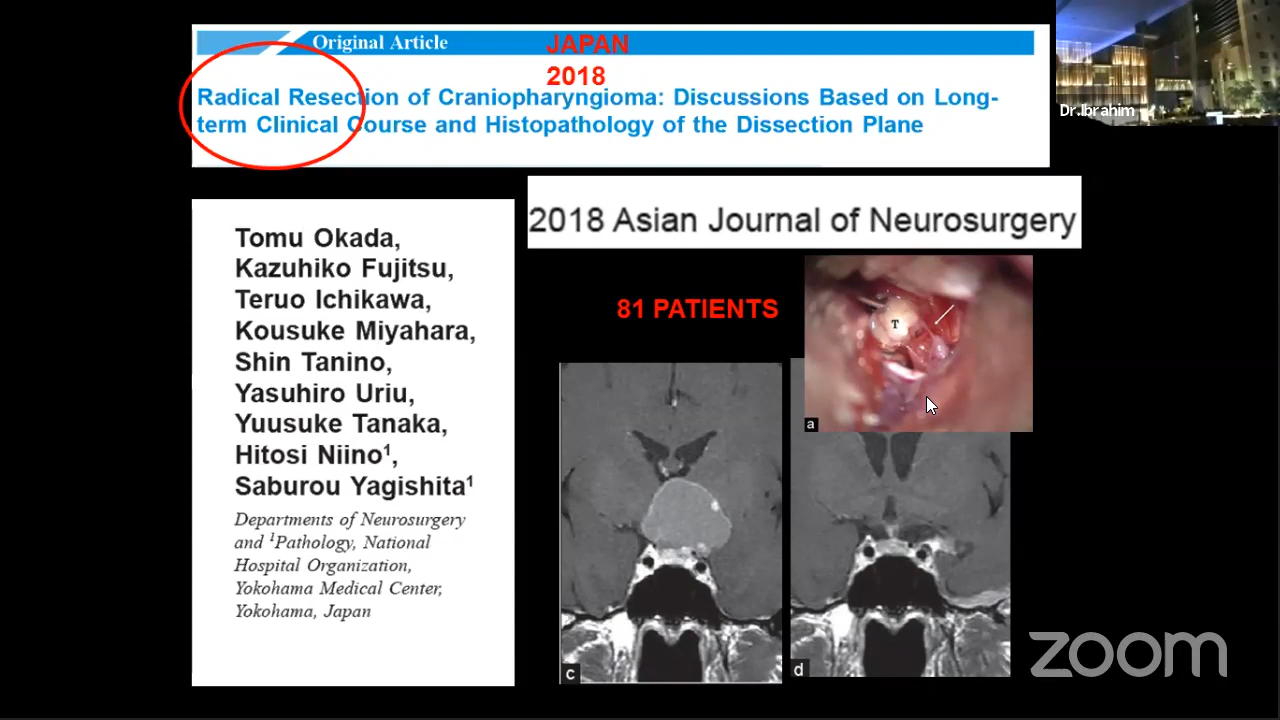 Original Article
JAPAN
2018
Radical Resection of Craniopharyngioma: Discussions Based on Long-
term Clinical Course and Histopathology of the Dissection Plane
Dr.Ibrahim
2018 Asian Journal of Neurosurgery
Tomu Okada,
Kazuhiko Fujitsu,
Teruo Ichikawa,
Kousuke Miyahara,
Shin Tanino,
Yasuhiro Uriu,
Yuusuke Tanaka,
Hitosi Niino¹,
Saburou Yagishita¹
Departments of Neurosurgery
and ¹Pathology, National
Hospital Organization,
Yokohama Medical Center,
Yokohama, Japan
81 PATIENTS
T
a
c
d
zoom